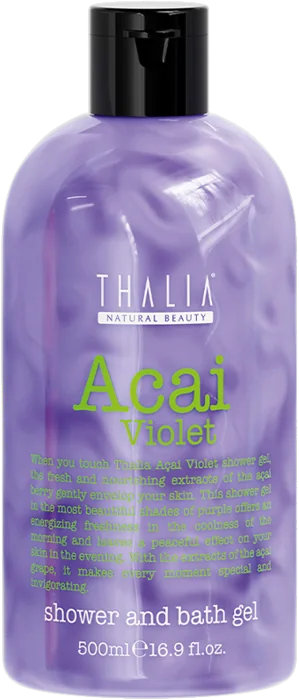 THALIA®
NATURAL BEAUTY
Acai
Violet
When you touch Thalia Açai Violet shower gel,
the fresh and nourishing extracts of the açai
berry gently envelop your skin. This shower gel
in the most beautiful shades of purple offers an
energizing freshness in the coolness of the
morning and leaves a peaceful effect on your
skin in the evening. With the extracts of the açai
grape, it makes every moment special and
invigorating.
shower and bath gel
500ml℮16.9 fl.oz.